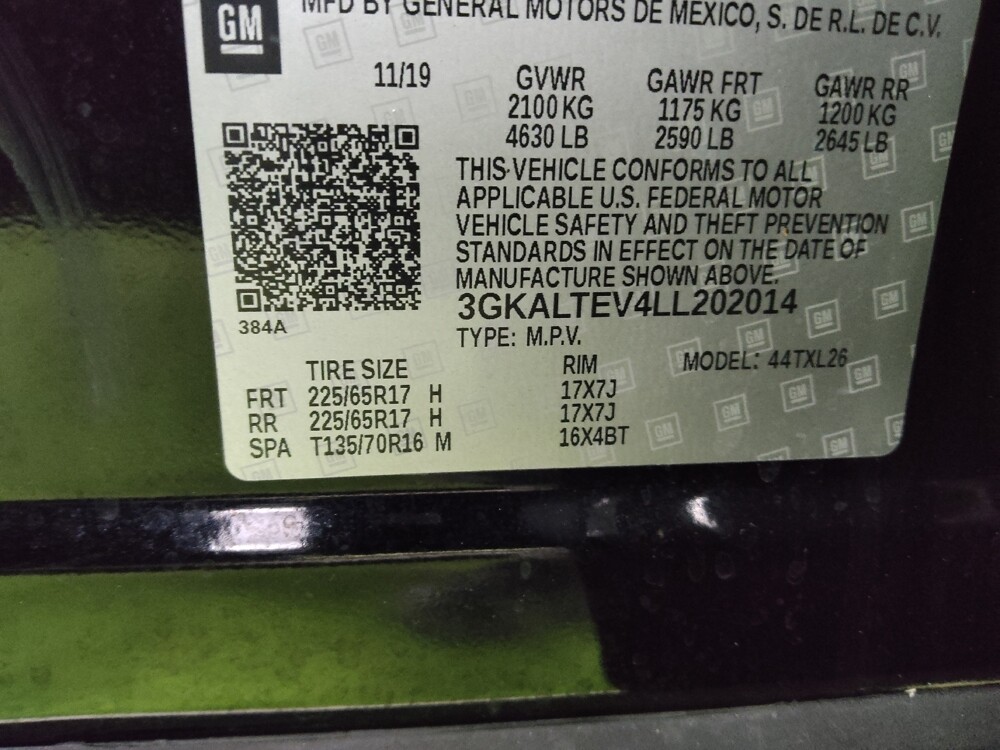 GM
MFD BY GENERAL MOTORS DE MEXICO, S. DE R.L. DE C.V.
11/19 GVWR GAWR FRT GAWR RR
2100 KG 1175 KG 1200 KG
4630 LB 2590 LB 2645 LB
THIS VEHICLE CONFORMS TO ALL
APPLICABLE U.S. FEDERAL MOTOR
VEHICLE SAFETY AND THEFT PREVENTION
STANDARDS IN EFFECT ON THE DATE OF
MANUFACTURE SHOWN ABOVE.
3GKALTEV4LL202014
384A
TYPE: M.P.V.
TIRE SIZE RIM MODEL: 44TXL26
FRT 225/65R17 H 17X7J
RR 225/65R17 H 17X7J
SPA T135/70R16 M 16X4BT